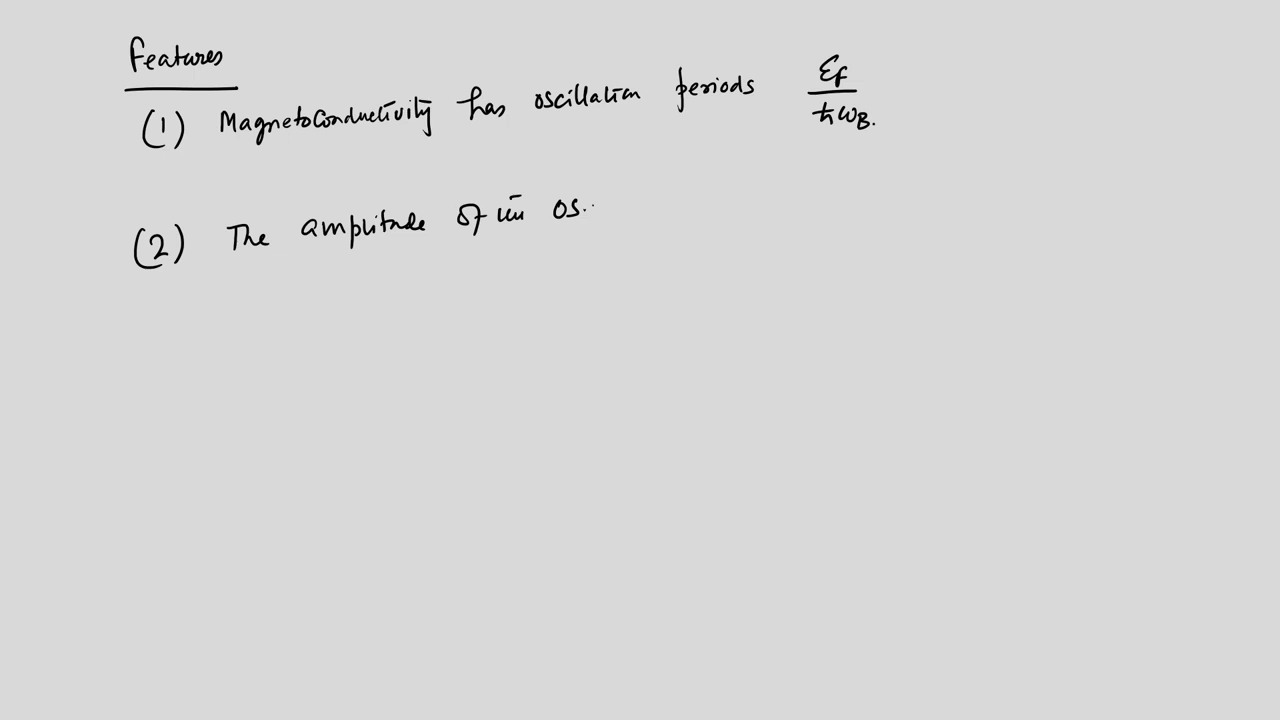 Features
(1) Magnetoconductivity has oscillation periods εF/ħωB.
(2) The amplitude of the os..